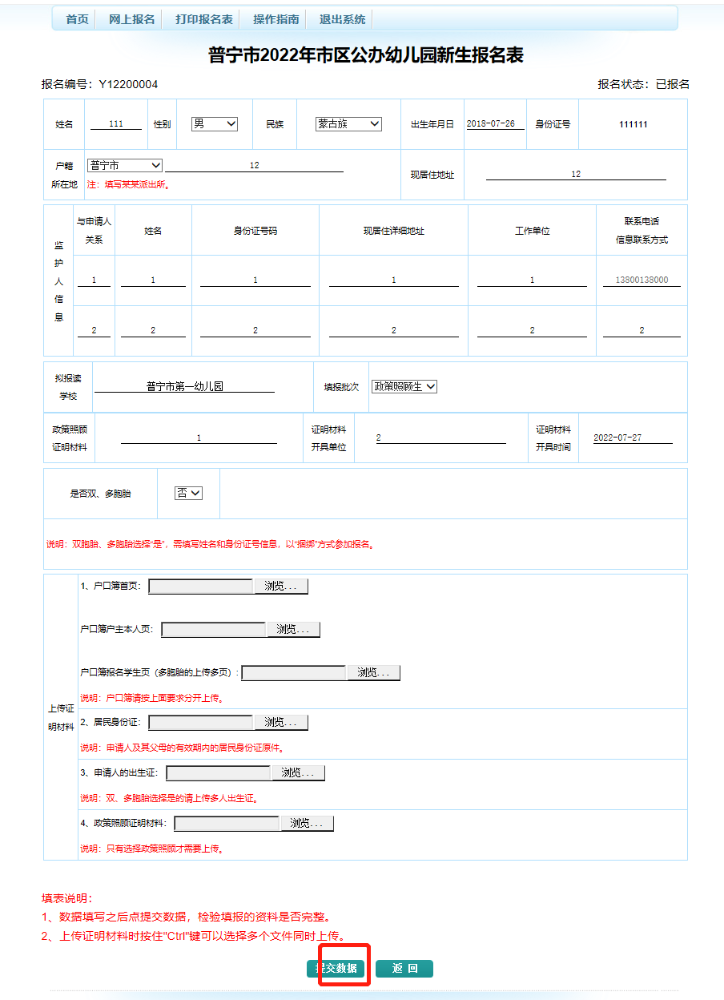 首页 网上报名 打印报名表 操作指南 退出系统
普宁市2022年市区公办幼儿园新生报名表
报名编号：Y12200004 报名状态：已报名
姓名 111 性别 男 民族 蒙古族 出生年月日 2018-07-26 身份证号 111111
户籍
所在地
普宁市 12
注：填写某某派出所。
现居住地址 12
监护人信息
与申请人
关系
姓名 身份证号码 现居住详细地址 工作单位
联系电话
信息联系方式
1 1 1 1 1 13800138000
2 2 2 2 2 2
拟报读
学校
普宁市第一幼儿园 填报批次 政策照顾生
政策照顾
证明材料
1
证明材料
开具单位
2
证明材料
开具时间
2022-07-27
是否双、多胞胎 否
说明：双胞胎、多胞胎选择“是”，需填写姓名和身份证号信息，以“捆绑”方式参加报名。
上传证
明材料
1、户口簿首页： 浏览...
户口簿户主本人页： 浏览...
户口簿报名学生页（多胞胎的上传多页）: 浏览...
说明：户口簿请按上面要求分开上传。
2、居民身份证： 浏览...
说明：申请人及其父母的有效期内的居民身份证原件。
3、申请人的出生证： 浏览...
说明：双、多胞胎选择是的请上传多人出生证。
4、政策照顾证明材料： 浏览...
说明：只有选择政策照顾才需要上传。
填表说明：
1、数据填写之后点提交数据，检验填报的资料是否完整。
2、上传证明材料时按住"Ctrl"键可以选择多个文件同时上传。
提交数据 返 回